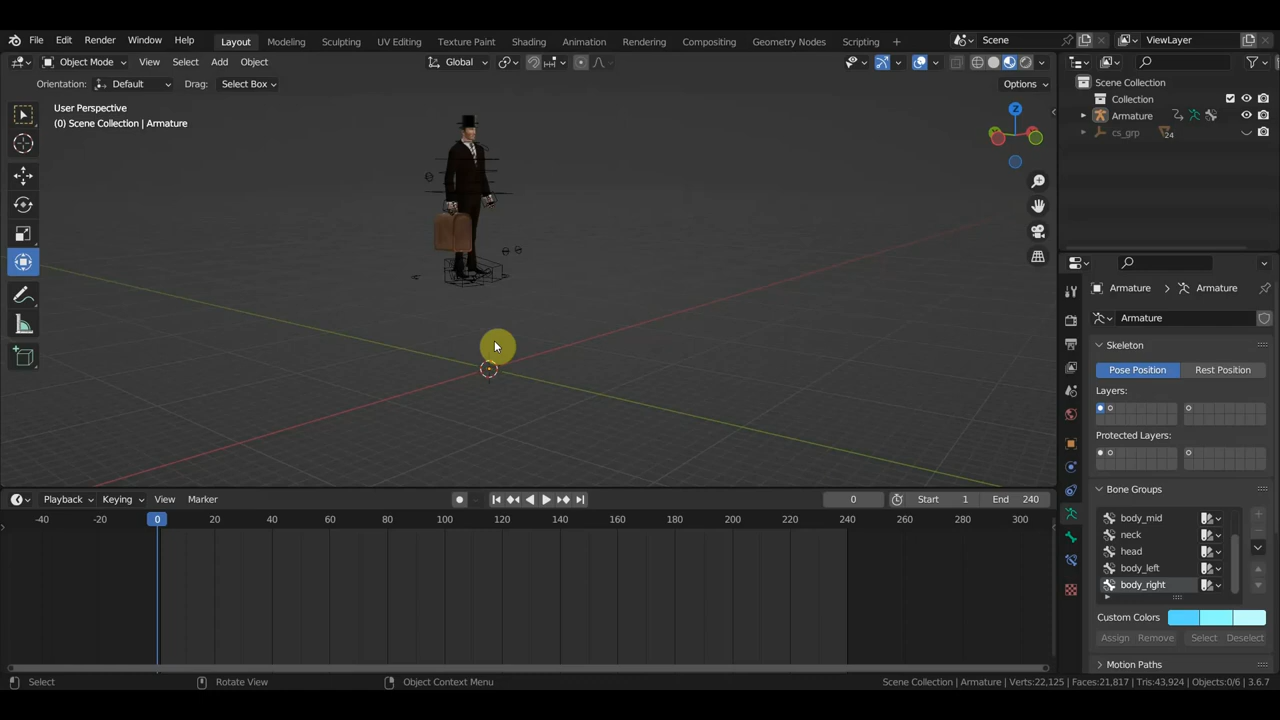 File Edit Render Window Help Layout Modeling Sculpting UV Editing Texture Paint Shading Animation Rendering Compositing Geometry Nodes Scripting + Scene ViewLayer
Object Mode View Select Add Object Global Options
Orientation: Default Drag: Select Box
User Perspective
(0) Scene Collection | Armature
Z
Scene Collection
Collection
Armature
cs_grp 24
Armature > Armature
Armature
Skeleton
Pose Position Rest Position
Layers:
Protected Layers:
Bone Groups
body_mid
neck
head
body_left
body_right
Custom Colors
Assign Remove Select Deselect
Motion Paths
Playback Keying View Marker 0 Start 1 End 240
-40 -20 0 20 40 60 80 100 120 140 160 180 200 220 240 260 280 300
Select Rotate View Object Context Menu Scene Collection | Armature | Verts:22,125 | Faces:21,817 | Tris:43,924 | Objects:0/6 | 3.6.7